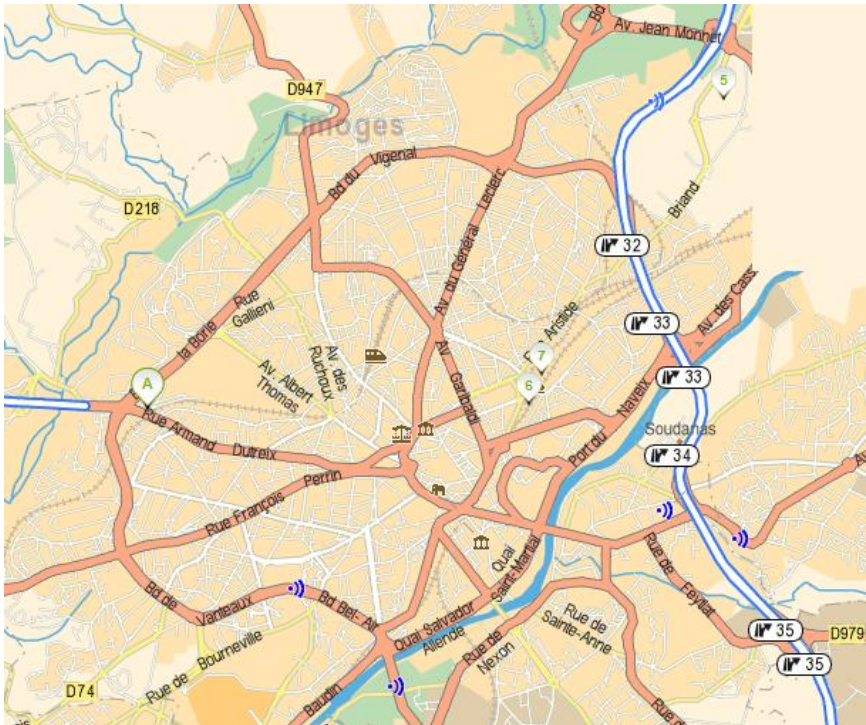 Av. Jean Monnet
Bd
5
D947
Limoges
Bd du Vigenal
Leclerc
Av. du Général
Briand
D218
32
la Borie
Rue
Gallieni
33
Av. des Cass
Aristide
7
6
Av. des
Ruchoux
Av. Albert
Thomas
Av. Garibaldi
33
A
Naveix
Port du
Rue Armand Dutreix
Soudanas
34
Rue François Perrin
Quai
Saint-Martial
Av
Rue de
Feytiat
Bd de Vanteaux
Bd Bel-Air
Quai Salvador
Allende
Rue de
Sainte-Anne
Rue de
Nexon
35
D979
35
Rue de Bourneville
D74
Baudin
Rue d